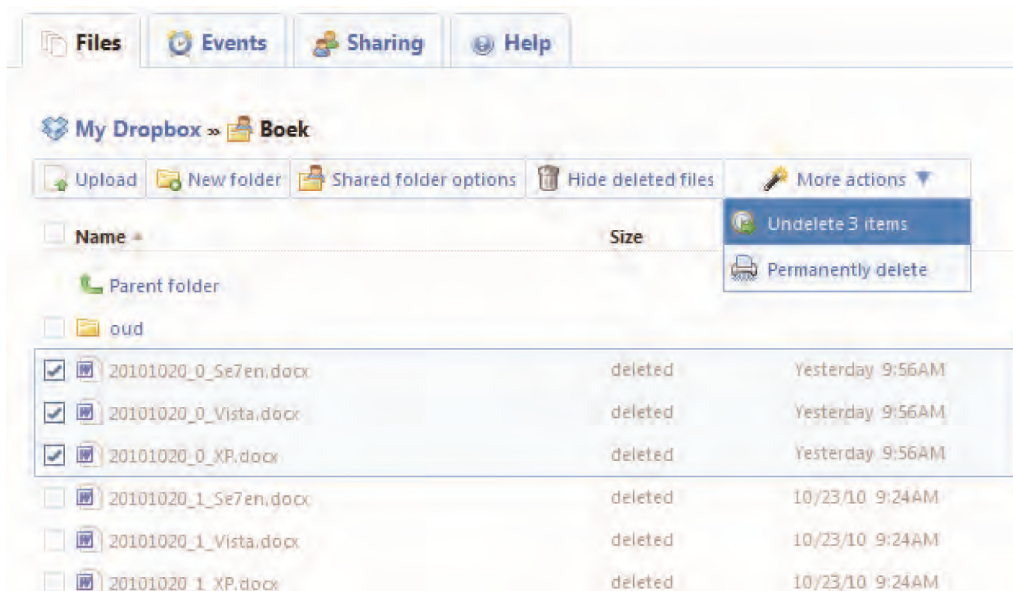 Files Events Sharing Help
My Dropbox » Boek
Upload New folder Shared folder options Hide deleted files More actions ▼
Undelete 3 items
Name Size
Permanently delete
Parent folder
oud
20101020_0_Se7en.docx deleted Yesterday 9:56AM
20101020_0_Vista.docx deleted Yesterday 9:56AM
20101020_0_XP.docx deleted Yesterday 9:56AM
20101020_1_Se7en.docx deleted 10/23/10 9:24AM
20101020_1_Vista.docx deleted 10/23/10 9:24AM
20101020_1_XP.docx deleted 10/23/10 9:24AM